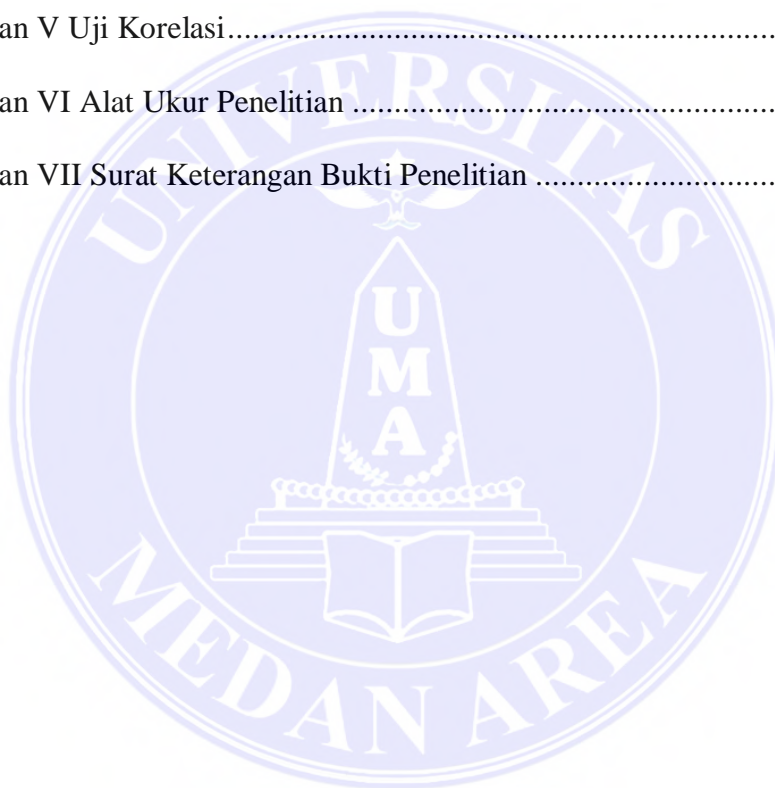 an V Uji Korelasi..................................................................
an VI Alat Ukur Penelitian ...................................................
an VII Surat Keterangan Bukti Penelitian .............................
UNIVERSITAS
U
M
A
MEDAN AREA